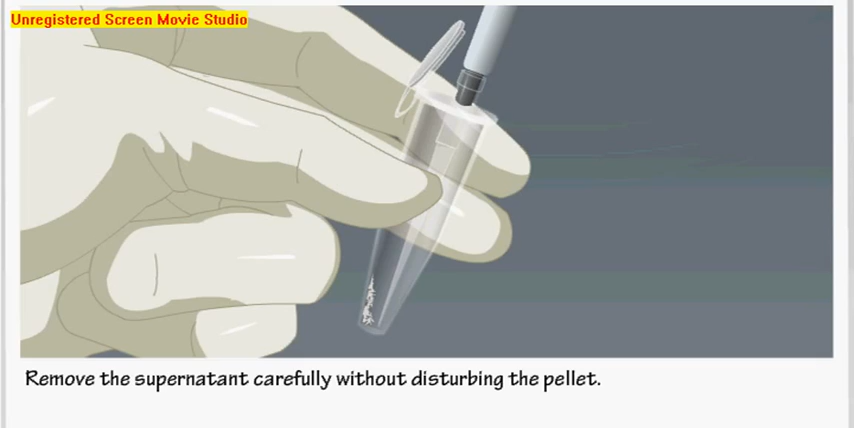 Unregistered Screen Movie Studio
Remove the supernatant carefully without disturbing the pellet.